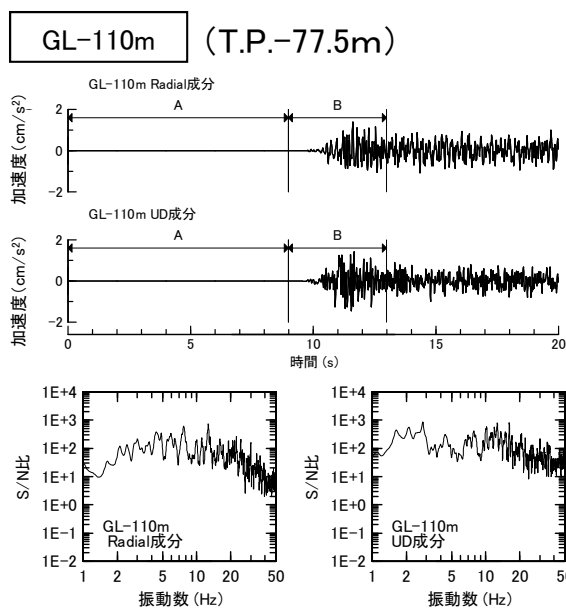 GL-110m (T.P.-77.5m)
GL-110m Radial成分
加速度(cm/s²)
2
0
-2
A B
GL-110m UD成分
加速度(cm/s²)
2
0
-2
A B
0 5 10 15 20
時間(s)
S/N比
1E+4
1E+3
1E+2
1E+1
1E+0
1E-1
1E-2
GL-110m
Radial成分
1 2 5 10 20 50
振動数(Hz)
S/N比
1E+4
1E+3
1E+2
1E+1
1E+0
1E-1
1E-2
GL-110m
UD成分
1 2 5 10 20 50
振動数(Hz)